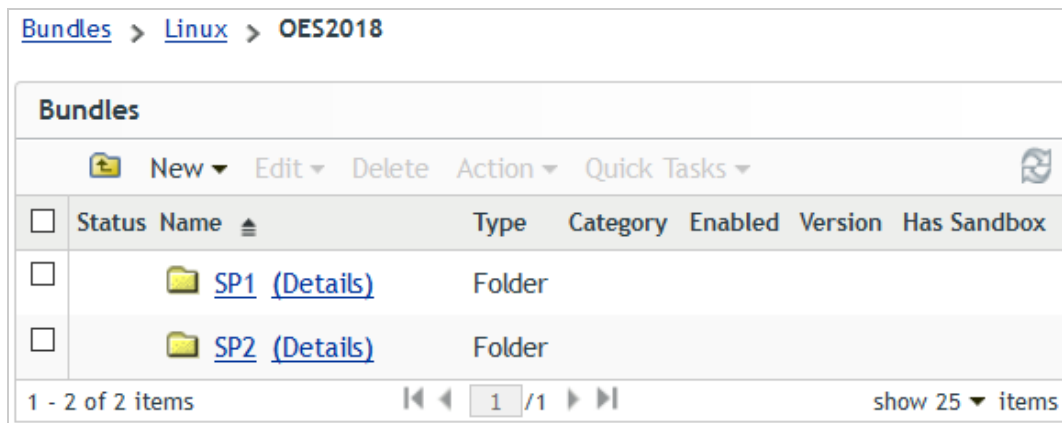 Bundles > Linux > OES2018
Bundles
New Edit Delete Action Quick Tasks
Status Name Type Category Enabled Version Has Sandbox
SP1 (Details) Folder
SP2 (Details) Folder
1 - 2 of 2 items 1 /1 show 25 items